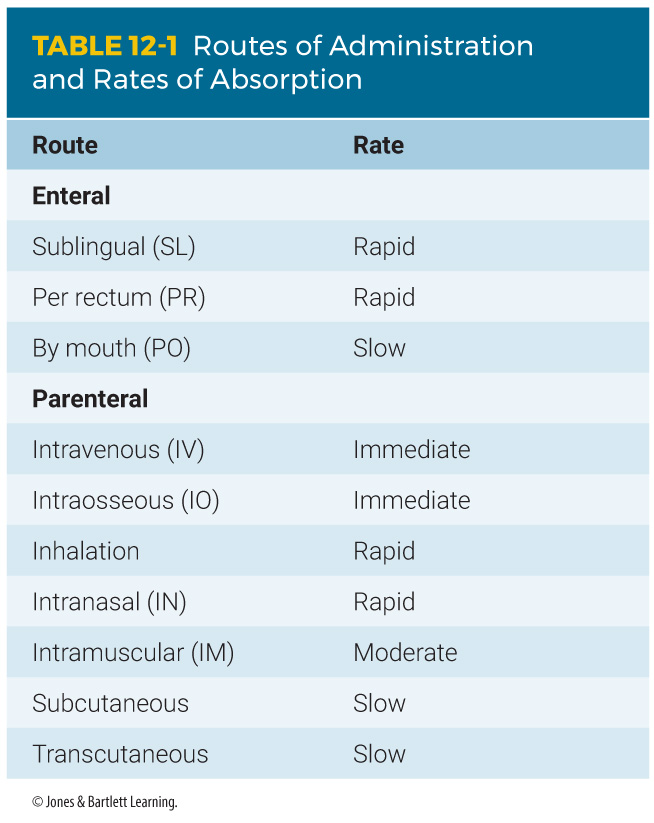 TABLE 12-1 Routes of Administration
and Rates of Absorption
Route Rate
Enteral
Sublingual (SL) Rapid
Per rectum (PR) Rapid
By mouth (PO) Slow
Parenteral
Intravenous (IV) Immediate
Intraosseous (IO) Immediate
Inhalation Rapid
Intranasal (IN) Rapid
Intramuscular (IM) Moderate
Subcutaneous Slow
Transcutaneous Slow
© Jones & Bartlett Learning.